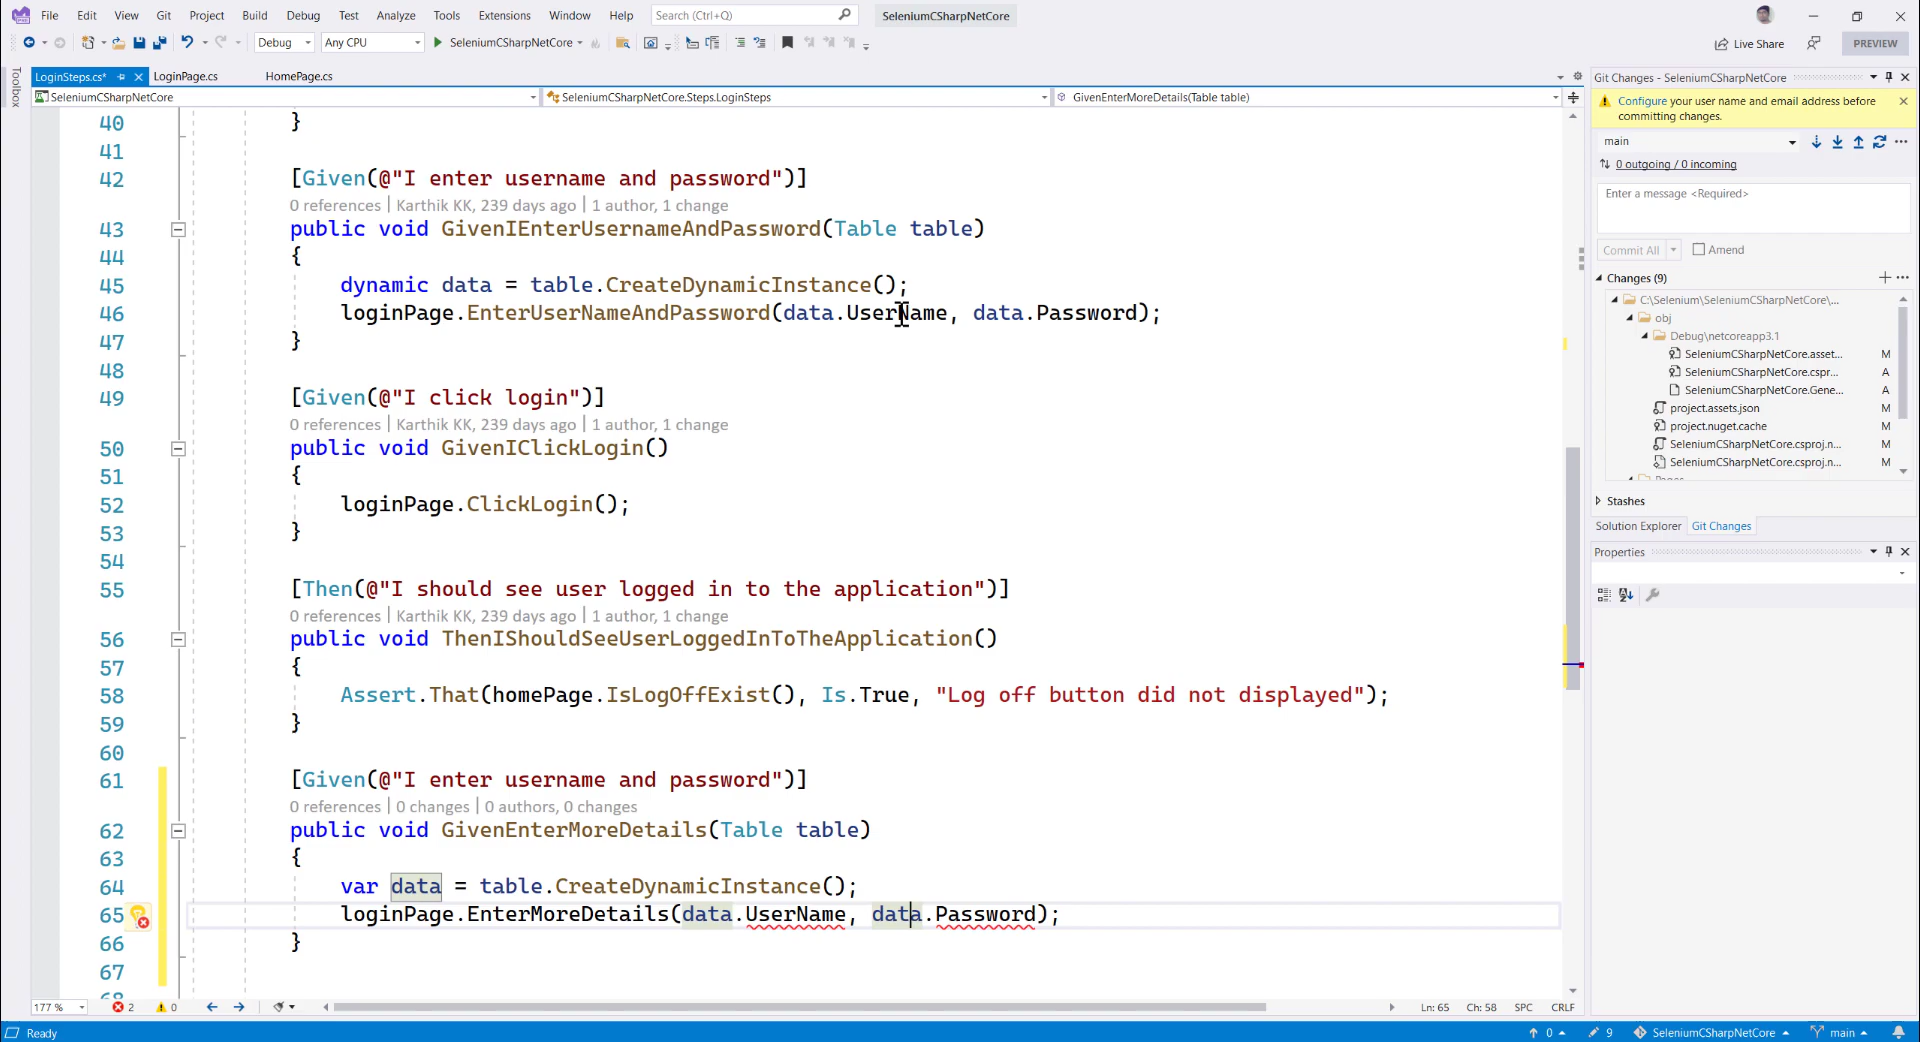 File Edit View Git Project Build Debug Test Analyze Tools Extensions Window Help Search (Ctrl+Q) SeleniumCSharpNetCore
Debug Any CPU SeleniumCSharpNetCore Live Share PREVIEW
Toolbox
LoginSteps.cs* LoginPage.cs HomePage.cs
SeleniumCSharpNetCore SeleniumCSharpNetCore.Steps.LoginSteps GivenEnterMoreDetails(Table table)
40 }
41
42 [Given(@"I enter username and password")]
0 references | Karthik KK, 239 days ago | 1 author, 1 change
43 public void GivenIEnterUsernameAndPassword(Table table)
44 {
45 dynamic data = table.CreateDynamicInstance();
46 loginPage.EnterUserNameAndPassword(data.UserName, data.Password);
47 }
48
49 [Given(@"I click login")]
0 references | Karthik KK, 239 days ago | 1 author, 1 change
50 public void GivenIClickLogin()
51 {
52 loginPage.ClickLogin();
53 }
54
55 [Then(@"I should see user logged in to the application")]
0 references | Karthik KK, 239 days ago | 1 author, 1 change
56 public void ThenIShouldSeeUserLoggedInToTheApplication()
57 {
58 Assert.That(homePage.IsLogOffExist(), Is.True, "Log off button did not displayed");
59 }
60
61 [Given(@"I enter username and password")]
0 references | 0 changes | 0 authors, 0 changes
62 public void GivenEnterMoreDetails(Table table)
63 {
64 var data = table.CreateDynamicInstance();
65 loginPage.EnterMoreDetails(data.UserName, data.Password);
66 }
67
68
177 % 2 0 Ln: 65 Ch: 58 SPC CRLF
Git Changes - SeleniumCSharpNetCore
Configure your user name and email address before
committing changes.
main
0 outgoing / 0 incoming
Enter a message <Required>
Commit All Amend
Changes (9)
C:\Selenium\SeleniumCSharpNetCore\...
obj
Debug\netcoreapp3.1
SeleniumCSharpNetCore.asset... M
SeleniumCSharpNetCore.cspr... A
SeleniumCSharpNetCore.Gene... A
project.assets.json M
project.nuget.cache M
SeleniumCSharpNetCore.csproj.n... M
SeleniumCSharpNetCore.csproj.n... M
Pages
Stashes
Solution Explorer Git Changes
Properties
Ready 0 9 SeleniumCSharpNetCore main